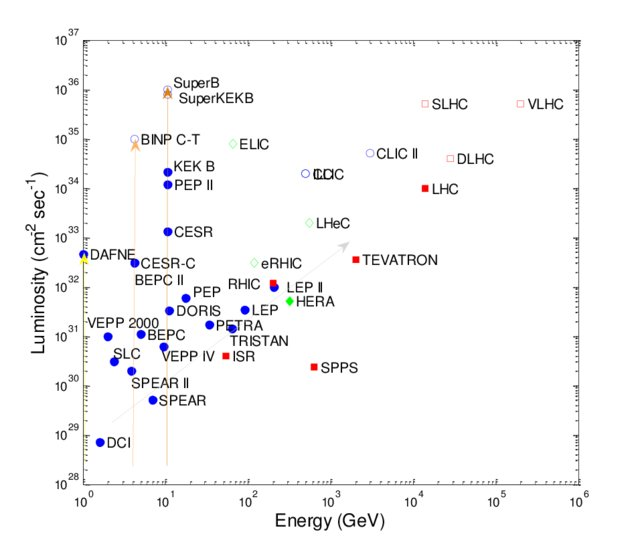 10^37
10^36
10^35
10^34
10^33
10^32
10^31
10^30
10^29
10^28
Luminosity (cm^2 sec^-1)
SuperB
SuperKEKB
SLHC
VLHC
BINP C-T
ELIC
CLIC II
DLHC
KEK B
PEP II
LHC
CESR
LHeC
DAFNE
CESR-C
eRHIC
TEVATRON
BEPC II
RHIC
LEP II
PEP
HERA
DORIS
LEP
VEPP 2000
PETRA
BEPC
TRISTAN
SLC
VEPP IV
ISR
SPPS
SPEAR II
SPEAR
DCI
10^0
10^1
10^2
10^3
10^4
10^5
10^6
Energy (GeV)